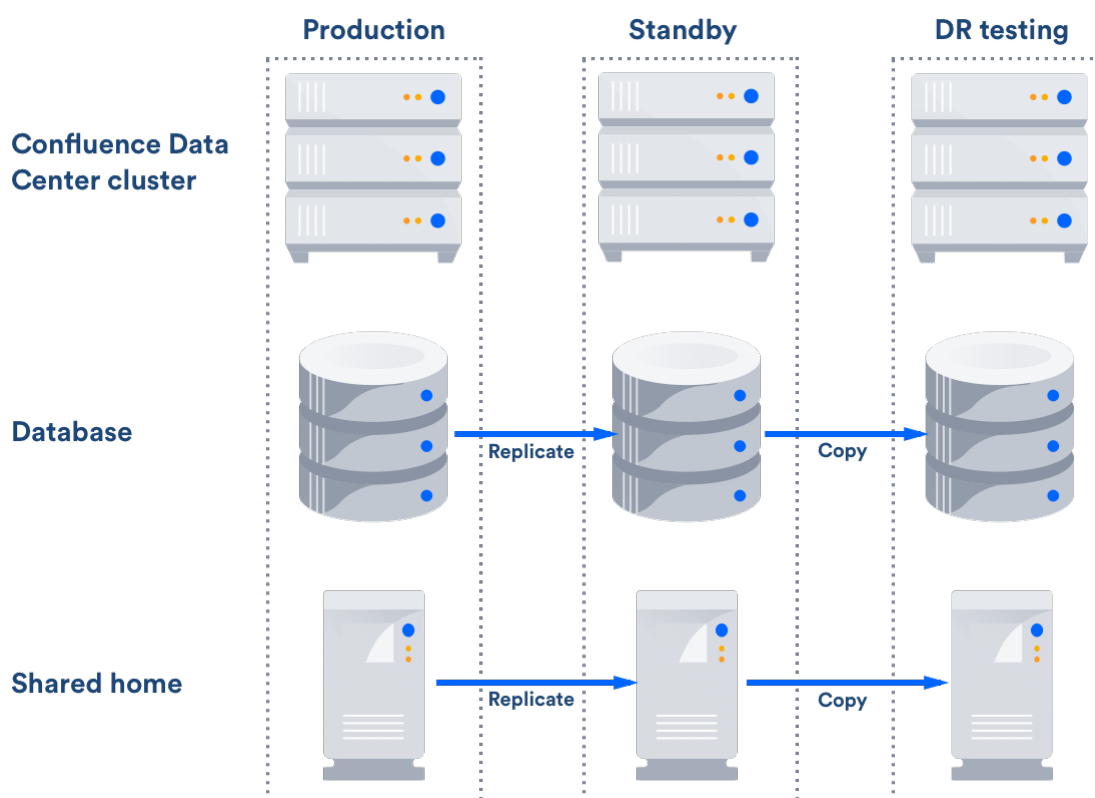 Production
Standby
DR testing
Confluence Data
Center cluster
Database
Replicate
Copy
Shared home
Replicate
Copy